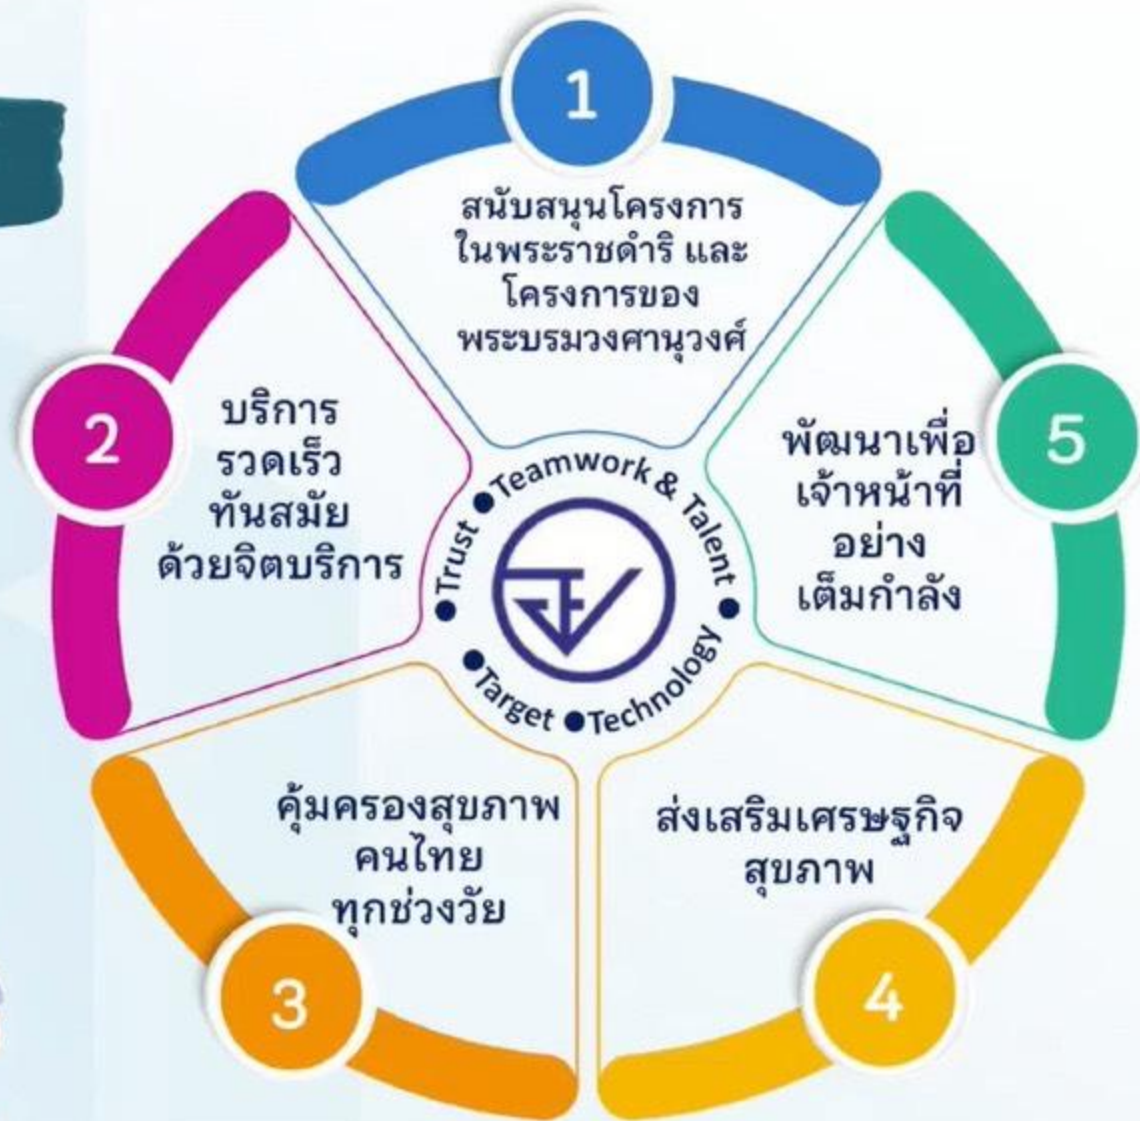 1
สนับสนุนโครงการ
ในพระราชดำริ และ
โครงการของ
พระบรมวงศานุวงศ์
2
บริการ
รวดเร็ว
ทันสมัย
ด้วยจิตบริการ
3
คุ้มครองสุขภาพ
คนไทย
ทุกช่วงวัย
4
ส่งเสริมเศรษฐกิจ
สุขภาพ
5
พัฒนาเพื่อ
เจ้าหน้าที่
อย่าง
เต็มกำลัง
●Trust ●Teamwork & Talent ●
●Target ●Technology